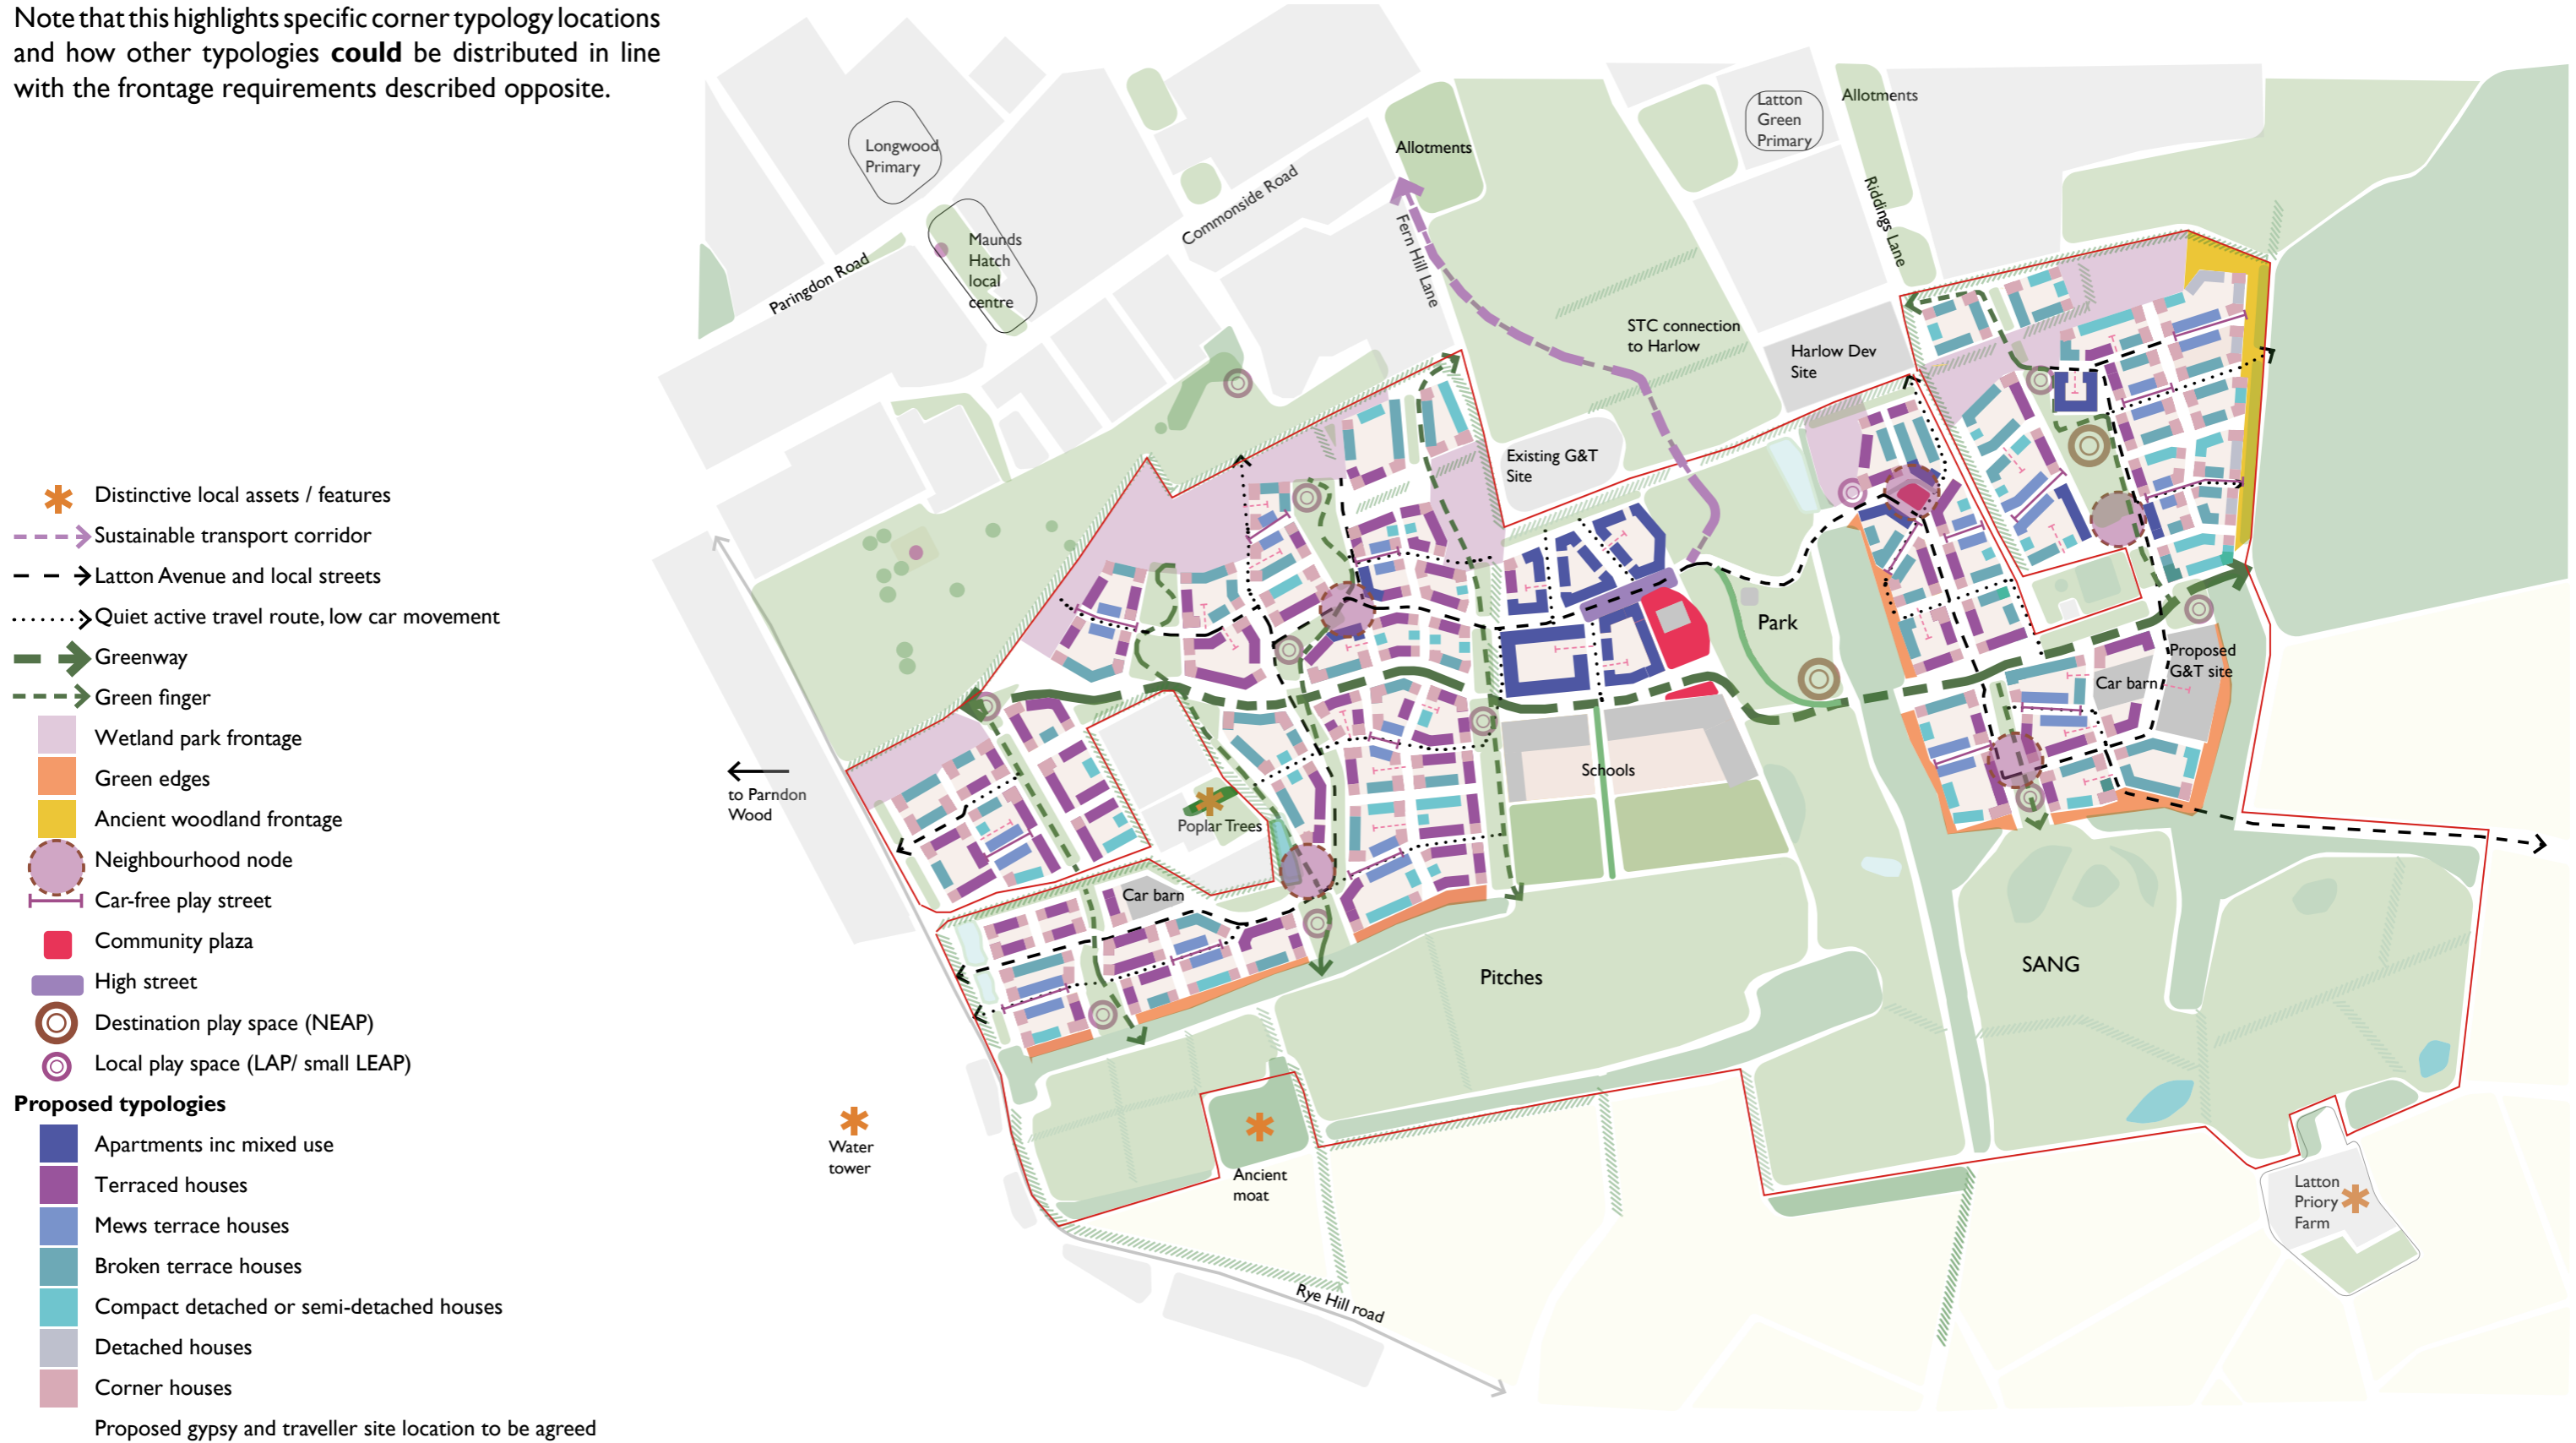 Note that this highlights specific corner typology locations
and how other typologies could be distributed in line
with the frontage requirements described opposite.
Distinctive local assets / features
Sustainable transport corridor
Latton Avenue and local streets
Quiet active travel route, low car movement
Greenway
Green finger
Wetland park frontage
Green edges
Ancient woodland frontage
Neighbourhood node
Car-free play street
Community plaza
High street
Destination play space (NEAP)
Local play space (LAP/ small LEAP)
Proposed typologies
Apartments inc mixed use
Terraced houses
Mews terrace houses
Broken terrace houses
Compact detached or semi-detached houses
Detached houses
Corner houses
Proposed gypsy and traveller site location to be agreed
Longwood
Primary
Maunds
Hatch
local
centre
Paringdon Road
Commonside Road
Allotments
Fern Hill Lane
Latton
Green
Primary
Allotments
Riddings Lane
STC connection
to Harlow
Harlow Dev
Site
Existing G&T
Site
Park
Proposed
G&T site
Car barn
Schools
to Parndon
Wood
Poplar Trees
Car barn
Pitches
SANG
Water
tower
Ancient
moat
Latton
Priory
Farm
Rye Hill road